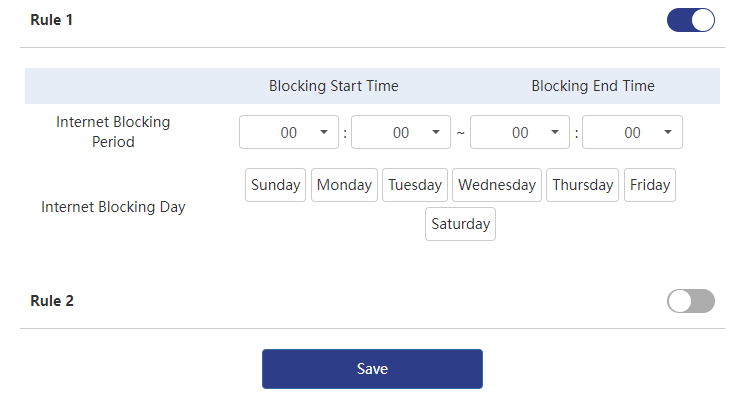 Rule 1
Blocking Start Time Blocking End Time
Internet Blocking
Period
00 : 00 ~ 00 : 00
Internet Blocking Day
Sunday Monday Tuesday Wednesday Thursday Friday
Saturday
Rule 2
Save